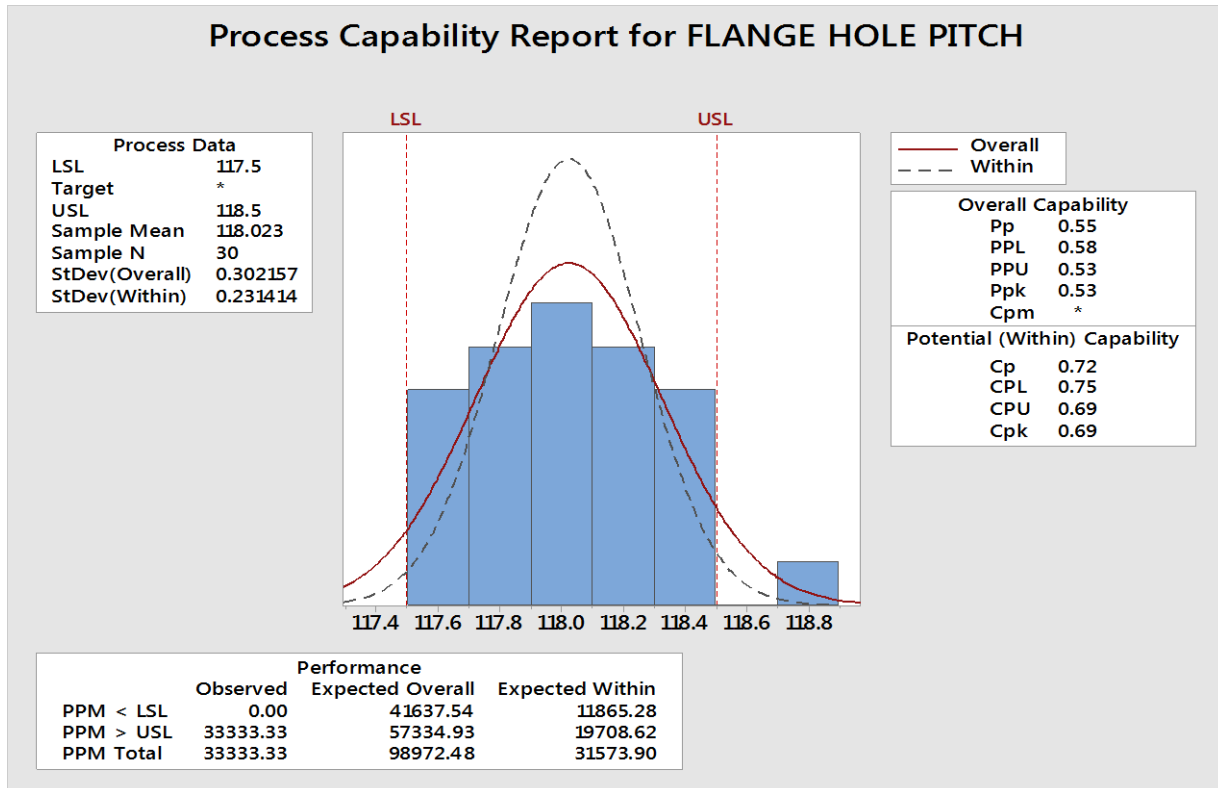 Process Capability Report for FLANGE HOLE PITCH
LSL
USL
Process Data
LSL 117.5
Target *
USL 118.5
Sample Mean 118.023
Sample N 30
StDev(Overall) 0.302157
StDev(Within) 0.231414
Overall
Within
Overall Capability
Pp 0.55
PPL 0.58
PPU 0.53
Ppk 0.53
Cpm *
Potential (Within) Capability
Cp 0.72
CPL 0.75
CPU 0.69
Cpk 0.69
117.4 117.6 117.8 118.0 118.2 118.4 118.6 118.8
Performance
Observed Expected Overall Expected Within
PPM < LSL 0.00 41637.54 11865.28
PPM > USL 33333.33 57334.93 19708.62
PPM Total 33333.33 98972.48 31573.90